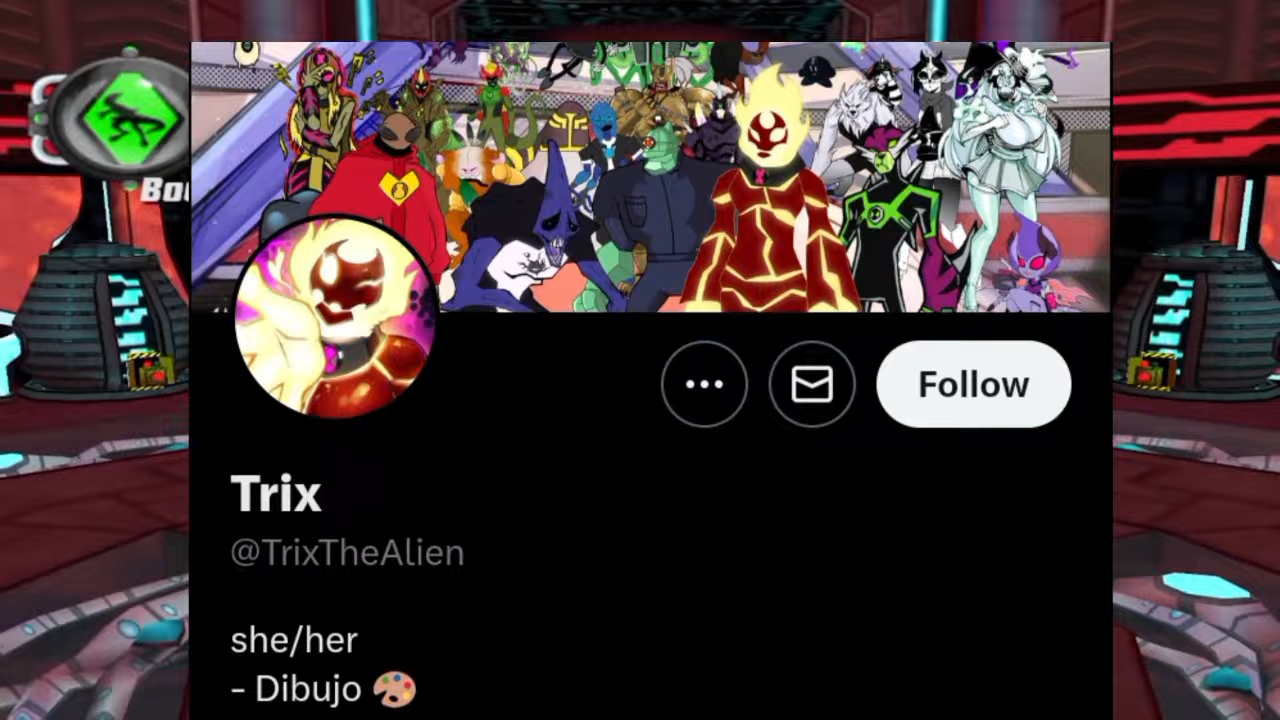 Follow
Trix
@TrixTheAlien
she/her
- Dibujo 🎨